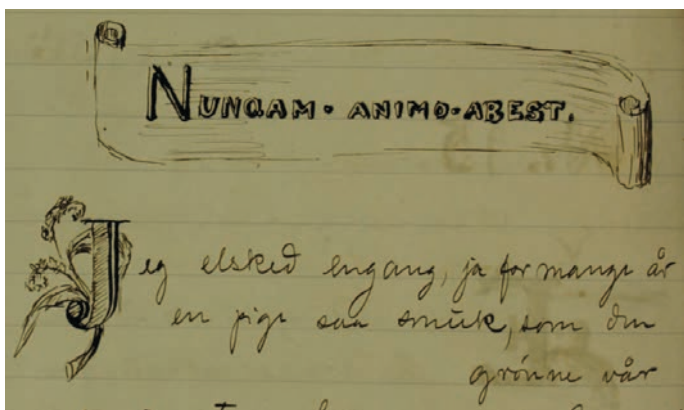 NUNQAM · ANIMO · ABEST.
Jeg elsked engang, ja for mange år
en pige saa smuk, som den
grønne vår